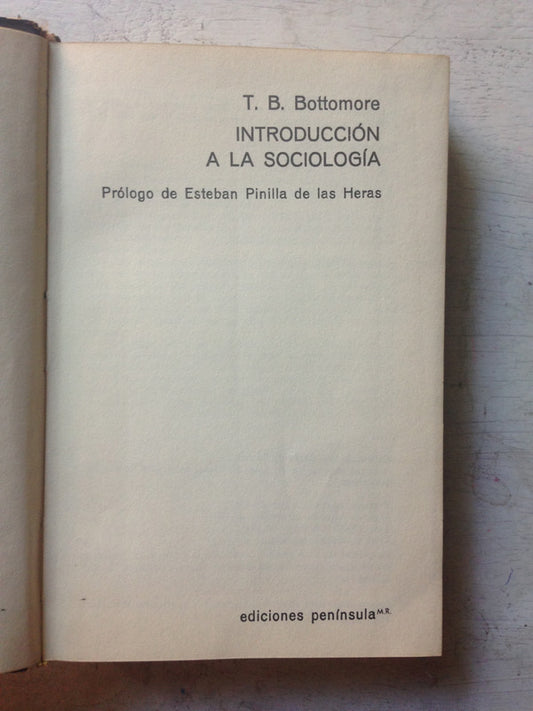 T. B. Bottomore
INTRODUCCIÓN
A LA SOCIOLOGÍA
Prólogo de Esteban Pinilla de las Heras
ediciones península M.R.